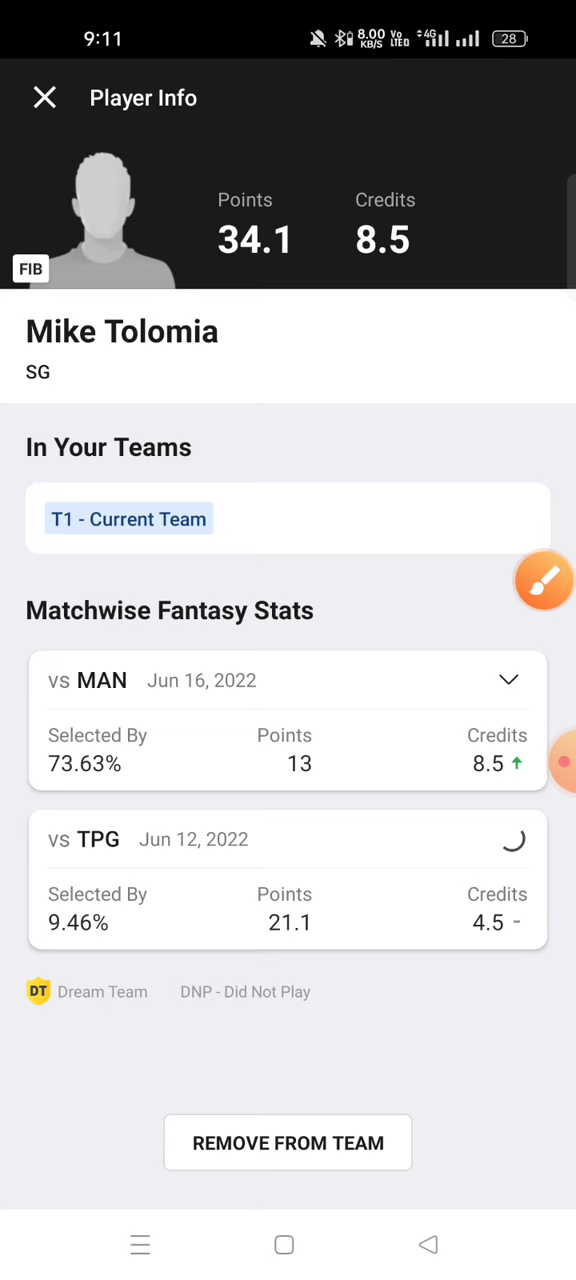 9:11 8.00 KB/S Vo LTED 4G 28
Player Info
Points Credits
34.1 8.5
FIB
Mike Tolomia
SG
In Your Teams
T1 - Current Team
Matchwise Fantasy Stats
vs MAN Jun 16, 2022
Selected By Points Credits
73.63% 13 8.5
vs TPG Jun 12, 2022
Selected By Points Credits
9.46% 21.1 4.5 -
DT Dream Team DNP - Did Not Play
REMOVE FROM TEAM